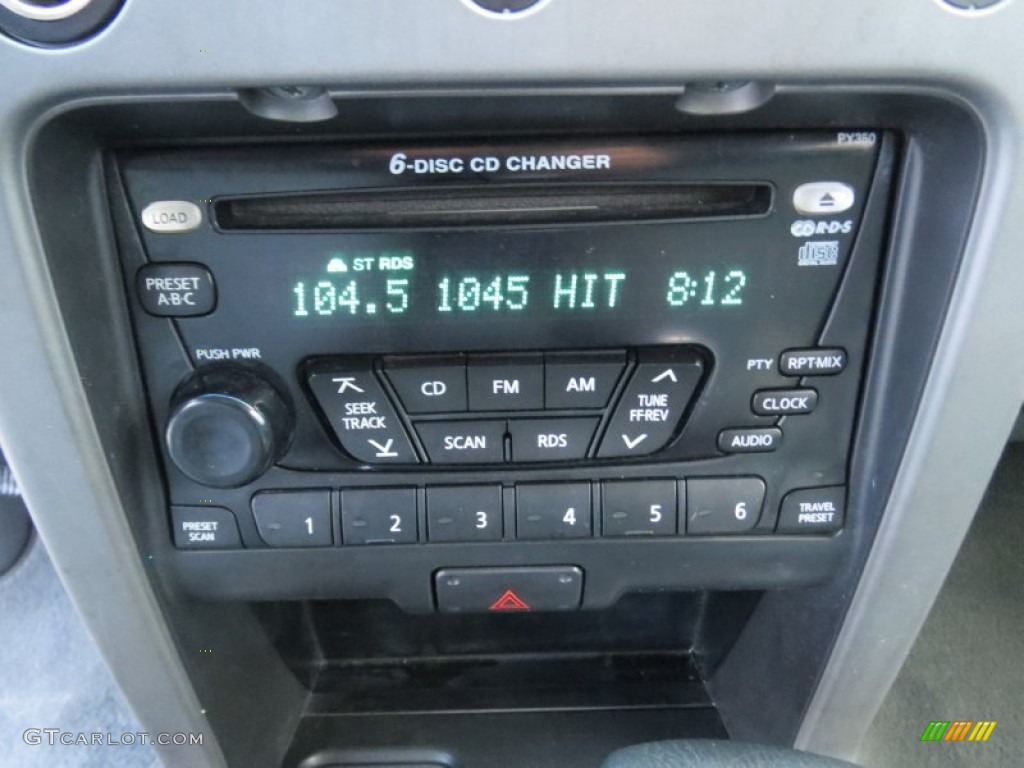 PY360
6-DISC CD CHANGER
LOAD
CD R·D·S
disc
ST RDS
PRESET
A·B·C
104.5 1045 HIT 8:12
PUSH PWR
PTY RPT·MIX
SEEK
TRACK
CD FM AM
TUNE
FF·REV
CLOCK
SCAN RDS
AUDIO
PRESET
SCAN
1 2 3 4 5 6
TRAVEL
PRESET
GTCARLOT.COM